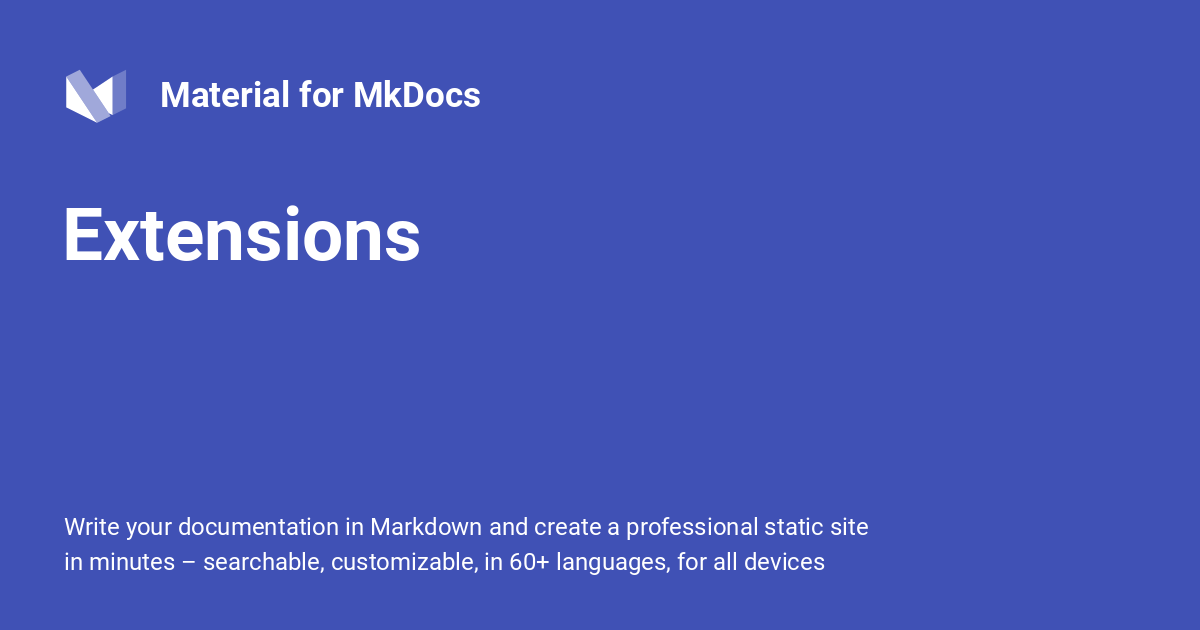 Material for MkDocs
Extensions
Write your documentation in Markdown and create a professional static site
in minutes – searchable, customizable, in 60+ languages, for all devices